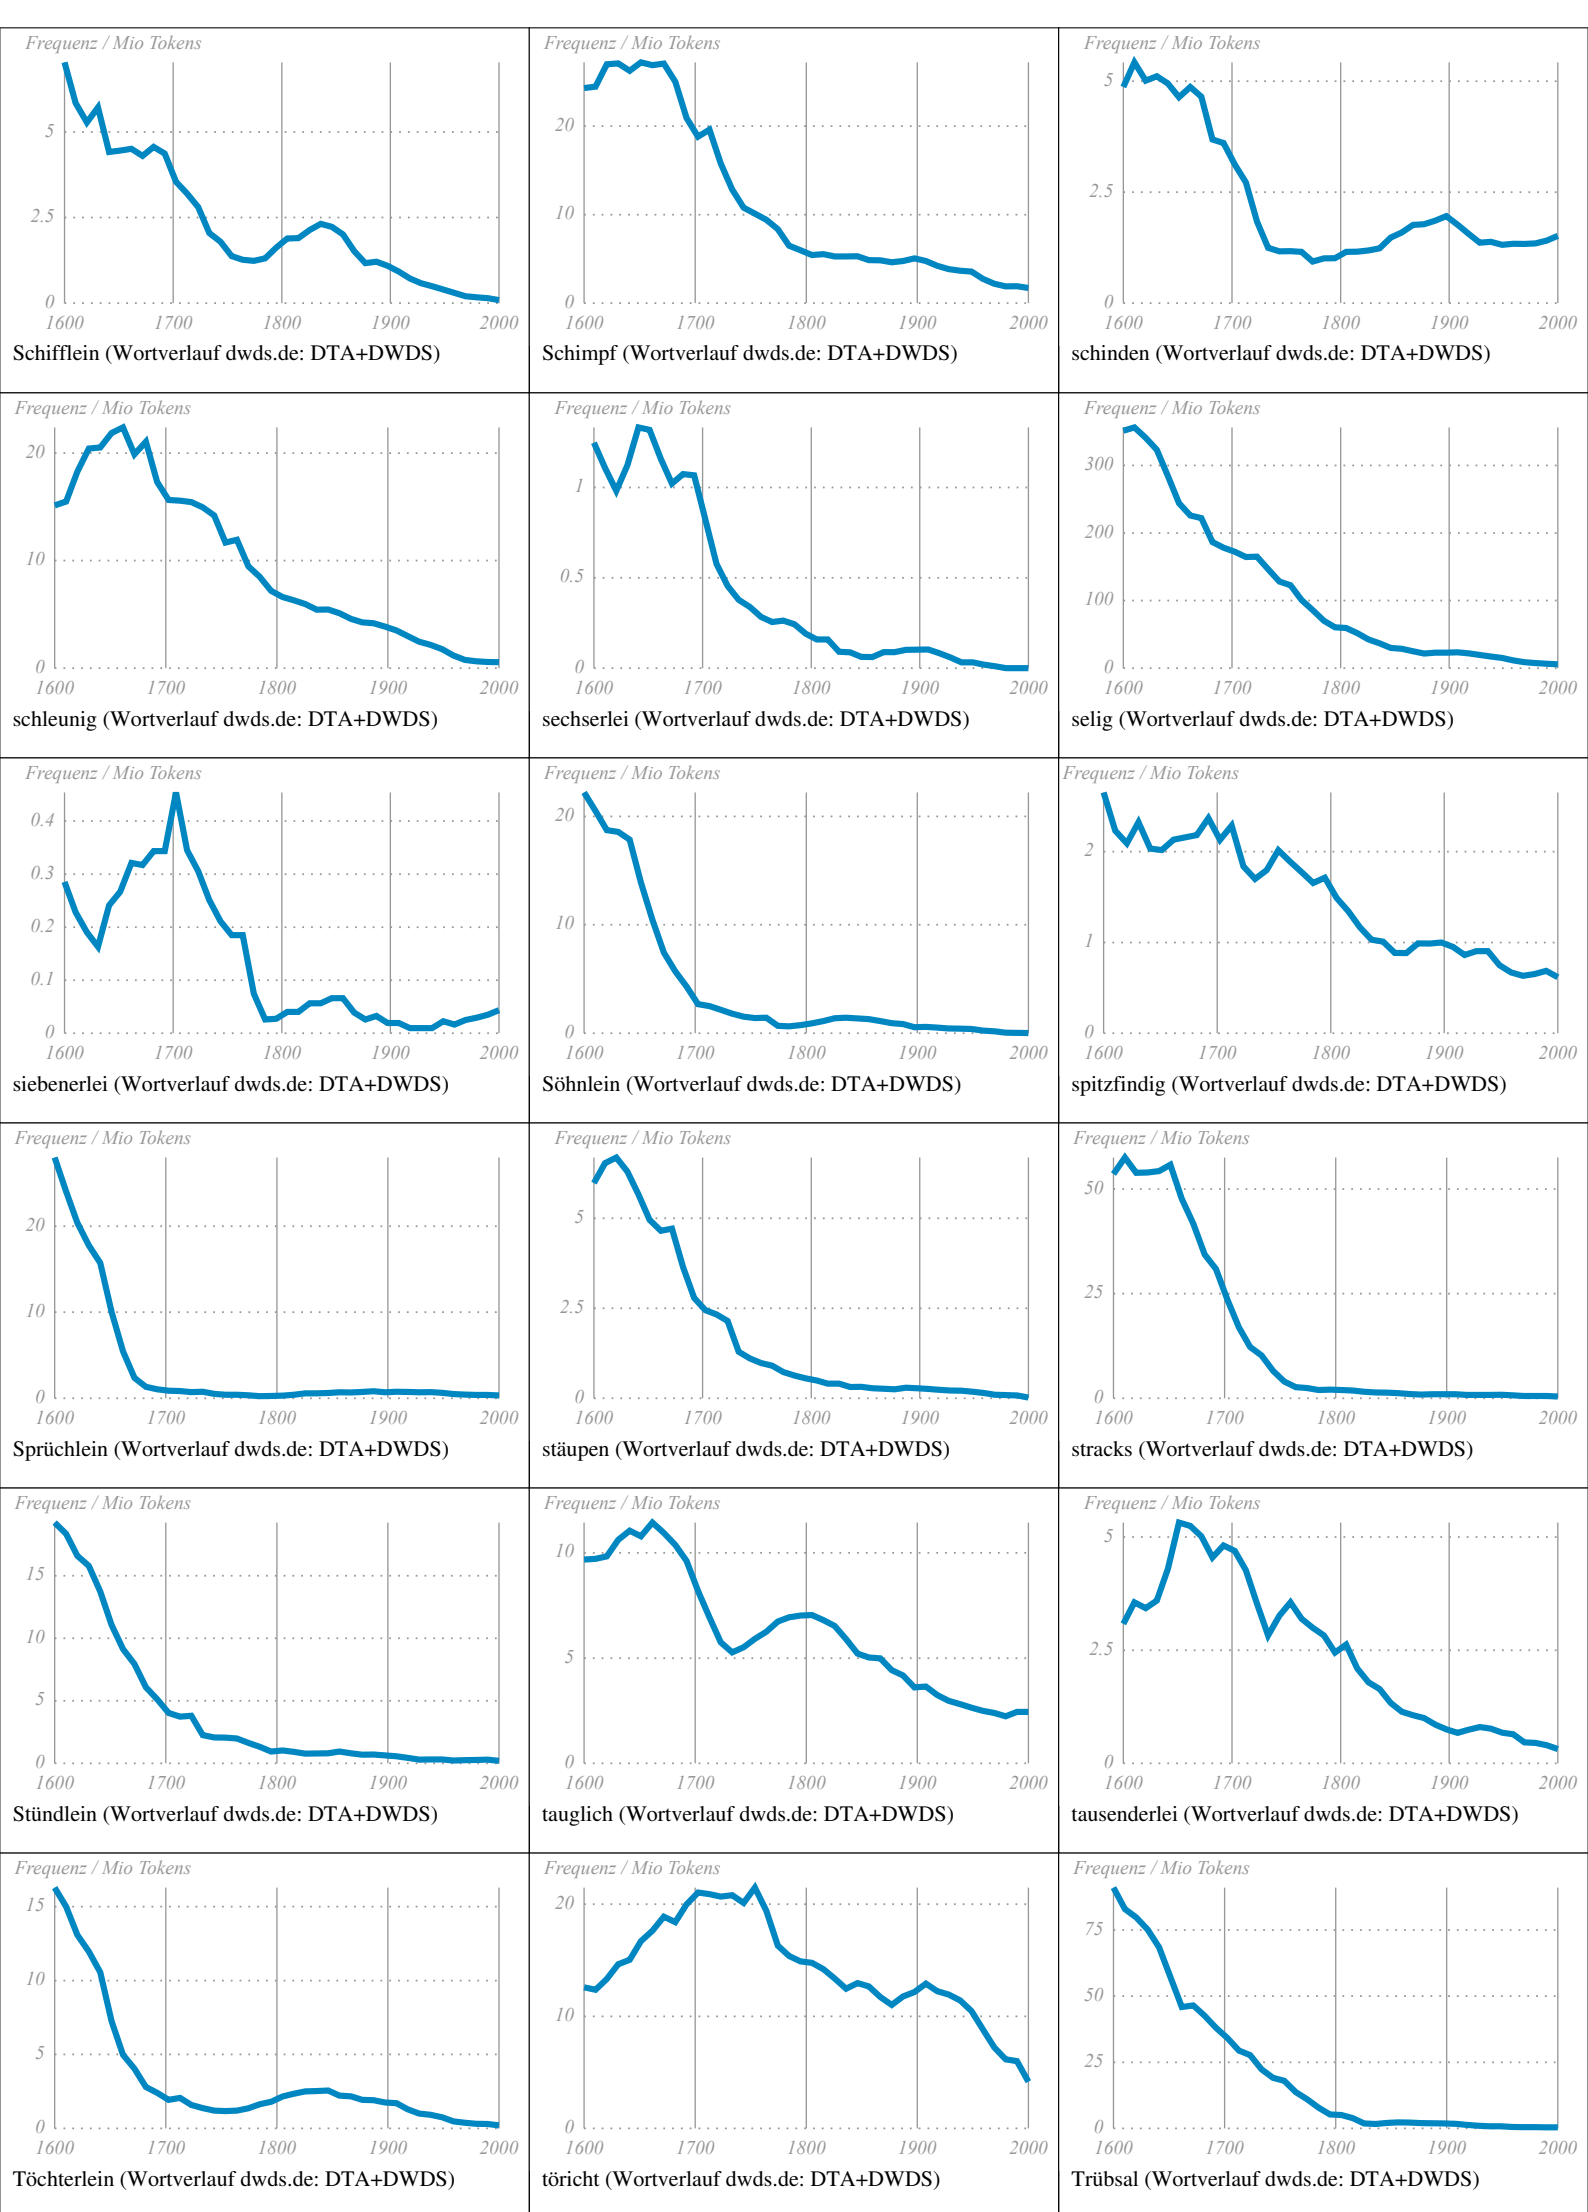 Frequenz / Mio Tokens
5
2.5
0
1600 1700 1800 1900 2000
Schifflein (Wortverlauf dwds.de: DTA+DWDS)
Frequenz / Mio Tokens
20
10
0
1600 1700 1800 1900 2000
Schimpf (Wortverlauf dwds.de: DTA+DWDS)
Frequenz / Mio Tokens
5
2.5
0
1600 1700 1800 1900 2000
schinden (Wortverlauf dwds.de: DTA+DWDS)
Frequenz / Mio Tokens
20
10
0
1600 1700 1800 1900 2000
schleunig (Wortverlauf dwds.de: DTA+DWDS)
Frequenz / Mio Tokens
1
0.5
0
1600 1700 1800 1900 2000
sechserlei (Wortverlauf dwds.de: DTA+DWDS)
Frequenz / Mio Tokens
300
200
100
0
1600 1700 1800 1900 2000
selig (Wortverlauf dwds.de: DTA+DWDS)
Frequenz / Mio Tokens
0.4
0.3
0.2
0.1
0
1600 1700 1800 1900 2000
siebenerlei (Wortverlauf dwds.de: DTA+DWDS)
Frequenz / Mio Tokens
20
10
0
1600 1700 1800 1900 2000
Söhnlein (Wortverlauf dwds.de: DTA+DWDS)
Frequenz / Mio Tokens
2
1
0
1600 1700 1800 1900 2000
spitzfindig (Wortverlauf dwds.de: DTA+DWDS)
Frequenz / Mio Tokens
20
10
0
1600 1700 1800 1900 2000
Sprüchlein (Wortverlauf dwds.de: DTA+DWDS)
Frequenz / Mio Tokens
5
2.5
0
1600 1700 1800 1900 2000
stäupen (Wortverlauf dwds.de: DTA+DWDS)
Frequenz / Mio Tokens
50
25
0
1600 1700 1800 1900 2000
stracks (Wortverlauf dwds.de: DTA+DWDS)
Frequenz / Mio Tokens
15
10
5
0
1600 1700 1800 1900 2000
Stündlein (Wortverlauf dwds.de: DTA+DWDS)
Frequenz / Mio Tokens
10
5
0
1600 1700 1800 1900 2000
tauglich (Wortverlauf dwds.de: DTA+DWDS)
Frequenz / Mio Tokens
5
2.5
0
1600 1700 1800 1900 2000
tausenderlei (Wortverlauf dwds.de: DTA+DWDS)
Frequenz / Mio Tokens
15
10
5
0
1600 1700 1800 1900 2000
Töchterlein (Wortverlauf dwds.de: DTA+DWDS)
Frequenz / Mio Tokens
20
10
0
1600 1700 1800 1900 2000
töricht (Wortverlauf dwds.de: DTA+DWDS)
Frequenz / Mio Tokens
75
50
25
0
1600 1700 1800 1900 2000
Trübsal (Wortverlauf dwds.de: DTA+DWDS)